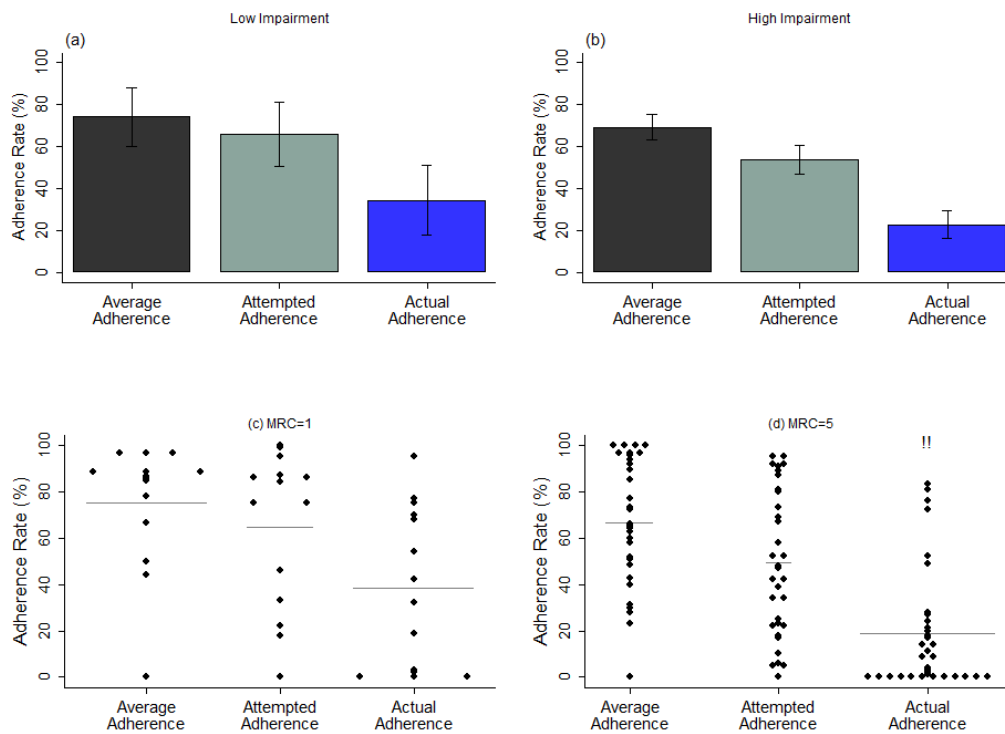 Low Impairment
(a)
Adherence Rate (%)
100
80
60
40
20
0
Average
Adherence
Attempted
Adherence
Actual
Adherence
High Impairment
(b)
Adherence Rate (%)
100
80
60
40
20
0
Average
Adherence
Attempted
Adherence
Actual
Adherence
(c) MRC=1
Adherence Rate (%)
100
80
60
40
20
0
Average
Adherence
Attempted
Adherence
Actual
Adherence
(d) MRC=5
!!
Adherence Rate (%)
100
80
60
40
20
0
Average
Adherence
Attempted
Adherence
Actual
Adherence